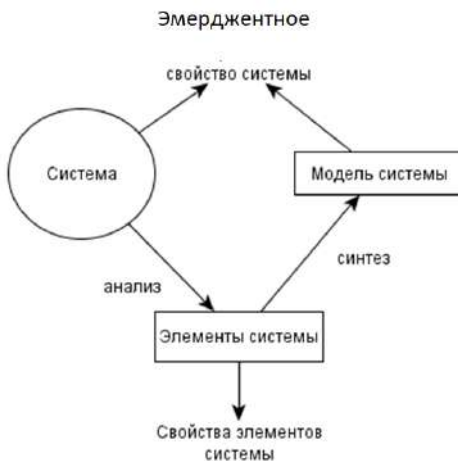 Эмерджентное
свойство системы
Система
Модель системы
анализ
синтез
Элементы системы
Свойства элементов
системы